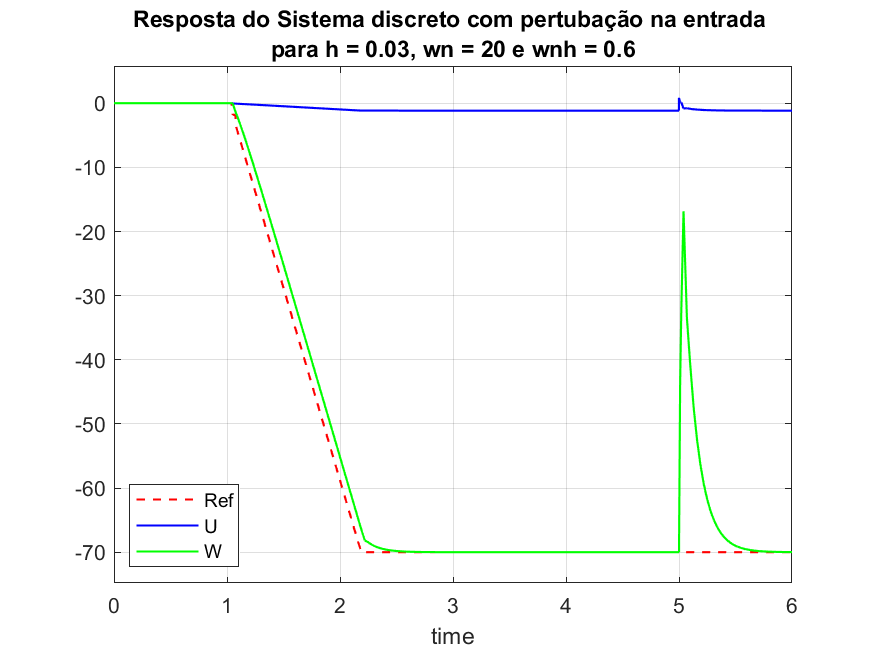 Resposta do Sistema discreto com pertubação na entrada
para h = 0.03, wn = 20 e wnh = 0.6
0
-10
-20
-30
-40
-50
-60
-70
Ref
U
W
0 1 2 3 4 5 6
time